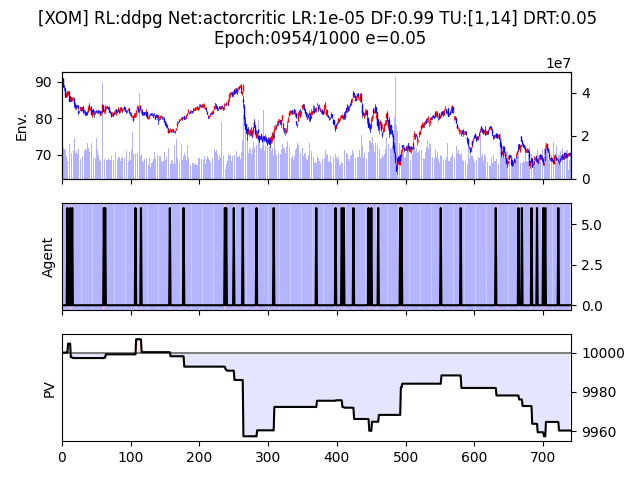 [XOM] RL:ddpg Net:actorcritic LR:1e-05 DF:0.99 TU:[1,14] DRT:0.05
Epoch:0954/1000 e=0.05
1e7
90
80
70
Env.
4
2
0
Agent
5.0
2.5
0.0
PV
10000
9980
9960
0 100 200 300 400 500 600 700